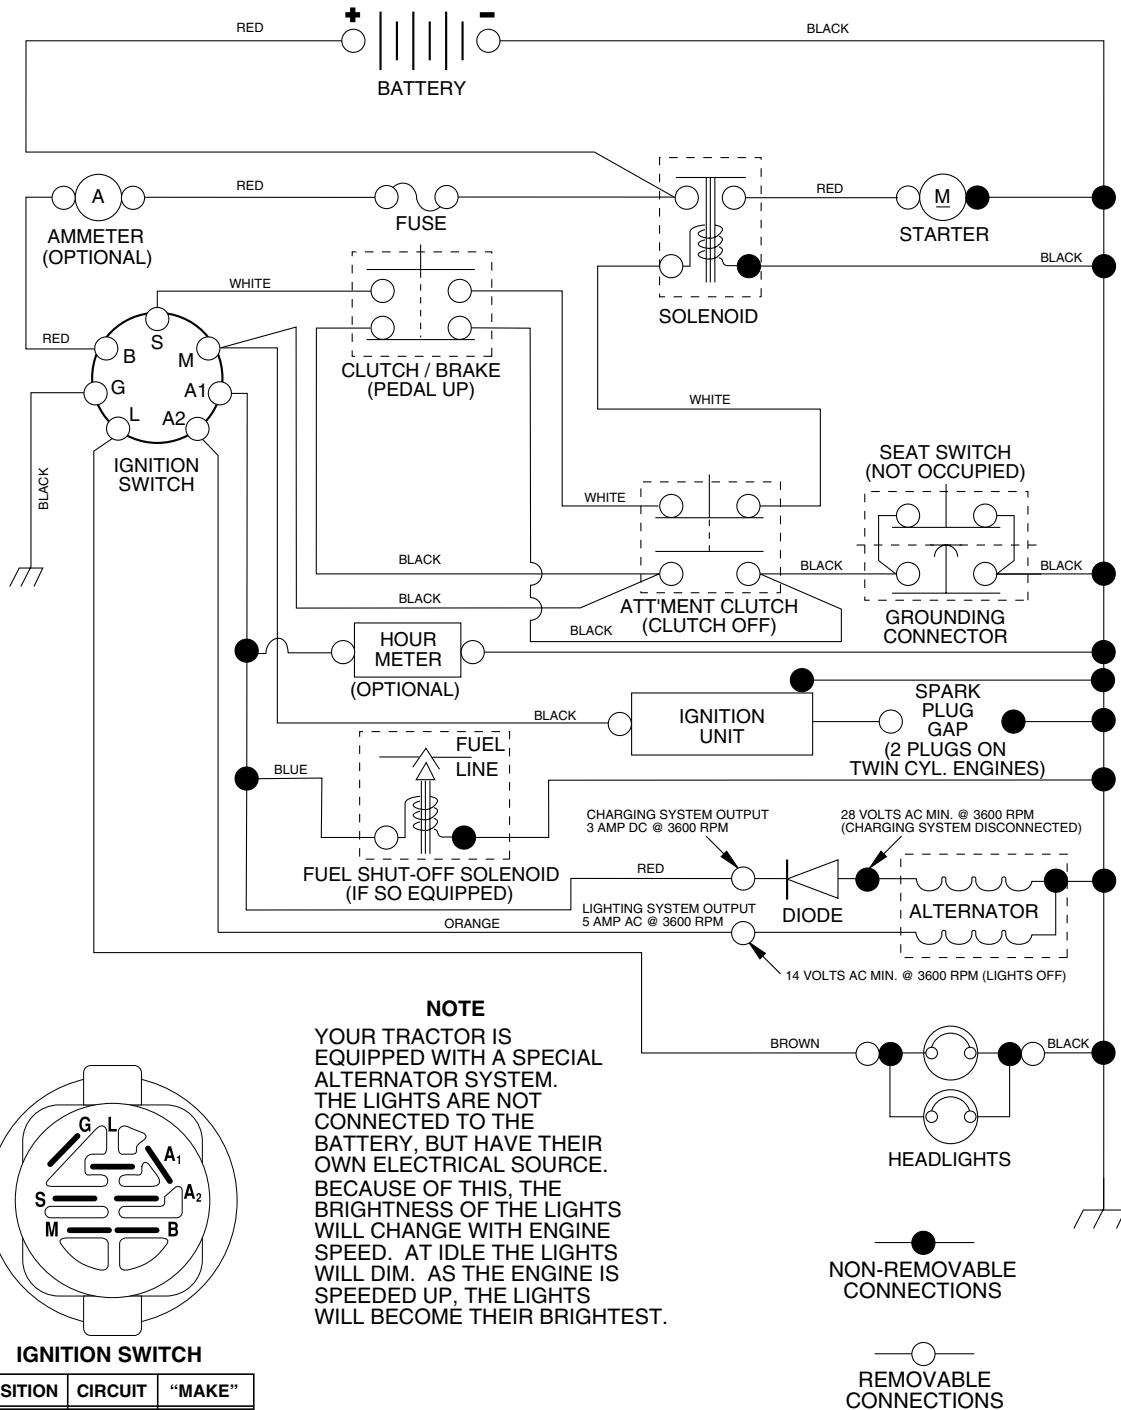 RED
+
-
BLACK
BATTERY
RED
A
AMMETER
(OPTIONAL)
FUSE
SOLENOID
RED
M
STARTER
BLACK
WHITE
CLUTCH / BRAKE
(PEDAL UP)
RED
S
B
M
G
A1
L
A2
IGNITION
SWITCH
BLACK
WHITE
WHITE
SEAT SWITCH
(NOT OCCUPIED)
BLACK
BLACK
BLACK
BLACK
BLACK
ATT'MENT CLUTCH
(CLUTCH OFF)
GROUNDING
CONNECTOR
HOUR
METER
(OPTIONAL)
BLACK
IGNITION
UNIT
SPARK
PLUG
GAP
(2 PLUGS ON
TWIN CYL. ENGINES)
BLUE
FUEL
LINE
FUEL SHUT-OFF SOLENOID
(IF SO EQUIPPED)
CHARGING SYSTEM OUTPUT
3 AMP DC @ 3600 RPM
28 VOLTS AC MIN. @ 3600 RPM
(CHARGING SYSTEM DISCONNECTED)
RED
DIODE
ALTERNATOR
LIGHTING SYSTEM OUTPUT
5 AMP AC @ 3600 RPM
ORANGE
14 VOLTS AC MIN. @ 3600 RPM (LIGHTS OFF)
BROWN
BLACK
HEADLIGHTS
NOTE
YOUR TRACTOR IS
EQUIPPED WITH A SPECIAL
ALTERNATOR SYSTEM.
THE LIGHTS ARE NOT
CONNECTED TO THE
BATTERY, BUT HAVE THEIR
OWN ELECTRICAL SOURCE.
BECAUSE OF THIS, THE
BRIGHTNESS OF THE LIGHTS
WILL CHANGE WITH ENGINE
SPEED. AT IDLE THE LIGHTS
WILL DIM. AS THE ENGINE IS
SPEEDED UP, THE LIGHTS
WILL BECOME THEIR BRIGHTEST.
G L
A1
S
A2
M
B
IGNITION SWITCH
SITION CIRCUIT “MAKE”
NON-REMOVABLE
CONNECTIONS
REMOVABLE
CONNECTIONS